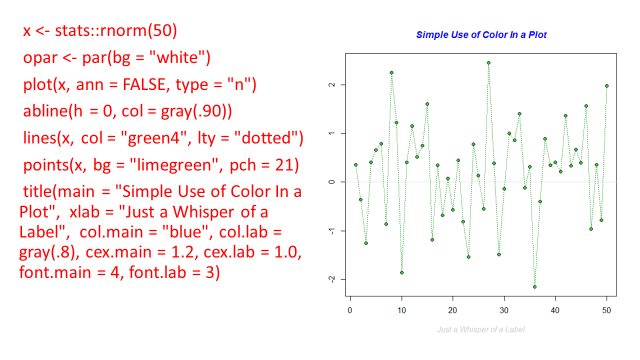 x <- stats::rnorm(50)
opar <- par(bg = "white")
plot(x, ann = FALSE, type = "n")
abline(h = 0, col = gray(.90))
lines(x, col = "green4", lty = "dotted")
points(x, bg = "limegreen", pch = 21)
title(main = "Simple Use of Color In a
Plot", xlab = "Just a Whisper of a
Label", col.main = "blue", col.lab =
gray(.8), cex.main = 1.2, cex.lab = 1.0,
font.main = 4, font.lab = 3)
Simple Use of Color In a Plot
2
1
0
-1
-2
0 10 20 30 40 50
Just a Whisper of a Label